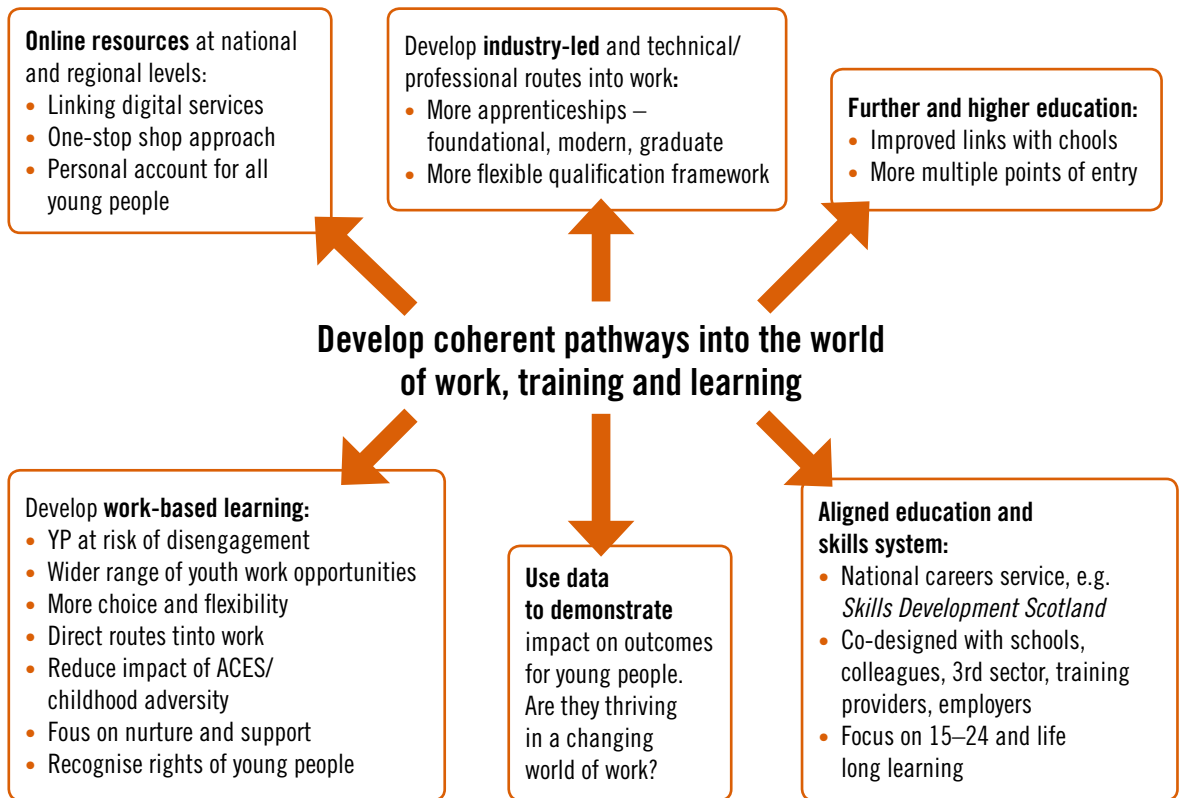 Online resources at national
and regional levels:
• Linking digital services
• One-stop shop approach
• Personal account for all
young people
Develop industry-led and technical/
professional routes into work:
• More apprenticeships –
foundational, modern, graduate
• More flexible qualification framework
Further and higher education:
• Improved links with chools
• More multiple points of entry
Develop coherent pathways into the world
of work, training and learning
Develop work-based learning:
• YP at risk of disengagement
• Wider range of youth work opportunities
• More choice and flexibility
• Direct routes tinto work
• Reduce impact of ACES/
childhood adversity
• Fous on nurture and support
• Recognise rights of young people
Use data
to demonstrate
impact on outcomes
for young people.
Are they thriving
in a changing
world of work?
Aligned education and
skills system:
• National careers service, e.g.
Skills Development Scotland
• Co-designed with schools,
colleagues, 3rd sector, training
providers, employers
• Focus on 15–24 and life
long learning